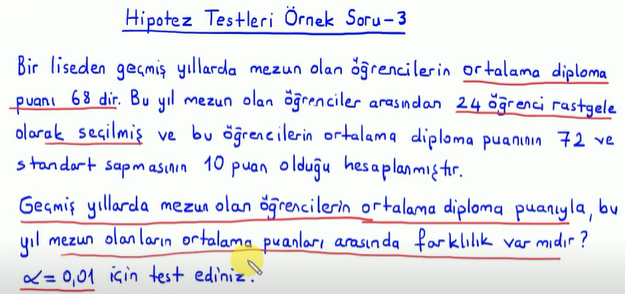 Hipotez Testleri Örnek Soru-3
Bir liseden geçmiş yıllarda mezun olan öğrencilerin ortalama diploma
puanı 68 dir. Bu yıl mezun olan öğrenciler arasından 24 öğrenci rastgele
olarak seçilmiş ve bu öğrencilerin ortalama diploma puanının 72 ve
standart sapmasının 10 puan olduğu hesaplanmıştır.
Geçmiş yıllarda mezun olan öğrencilerin ortalama diploma puanıyla, bu
yıl mezun olanların ortalama puanları arasında farklılık var mıdır?
α = 0,01 için test ediniz.